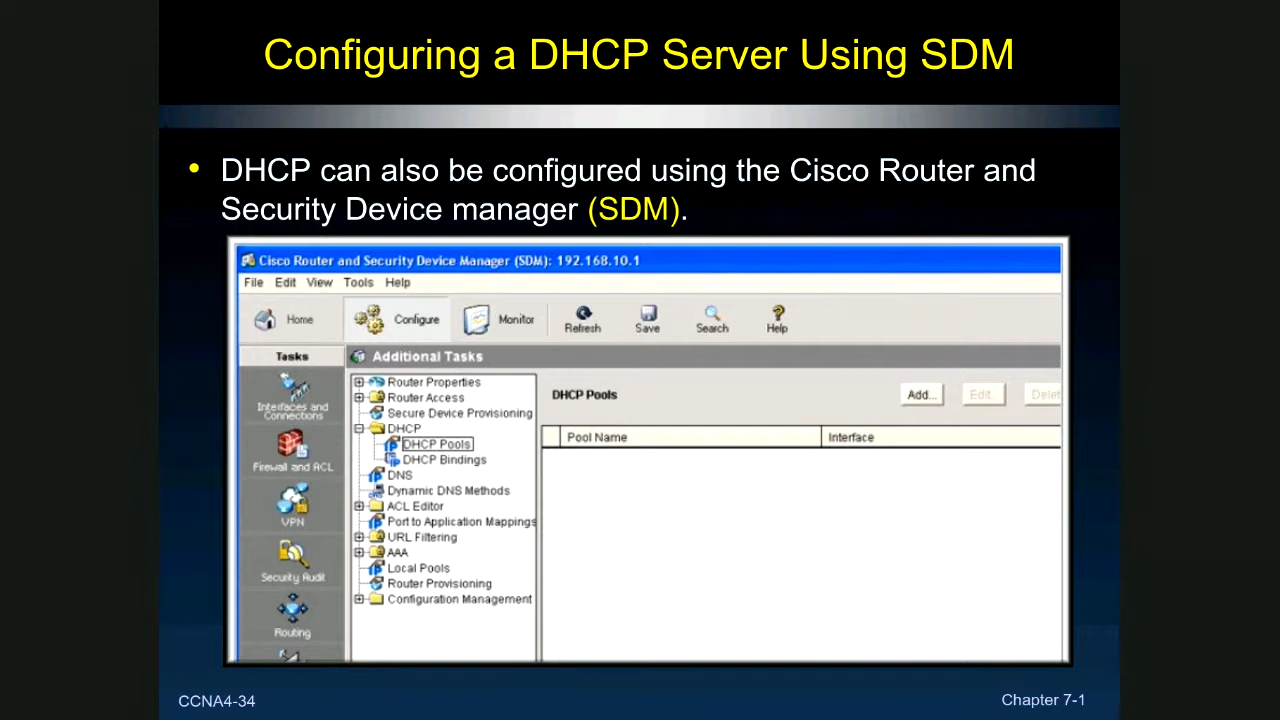 Configuring a DHCP Server Using SDM
• DHCP can also be configured using the Cisco Router and
Security Device manager (SDM).
Cisco Router and Security Device Manager (SDM): 192.168.10.1
File Edit View Tools Help
Home Configure Monitor Refresh Save Search Help
Tasks
Interfaces and
Connections
Firewall and ACL
VPN
Security Audit
Routing
Additional Tasks
Router Properties
Router Access
Secure Device Provisioning
DHCP
DHCP Pools
DHCP Bindings
DNS
Dynamic DNS Methods
ACL Editor
Port to Application Mappings
URL Filtering
AAA
Local Pools
Router Provisioning
Configuration Management
DHCP Pools Add... Edit Delet
Pool Name Interface
CCNA4-34 Chapter 7-1